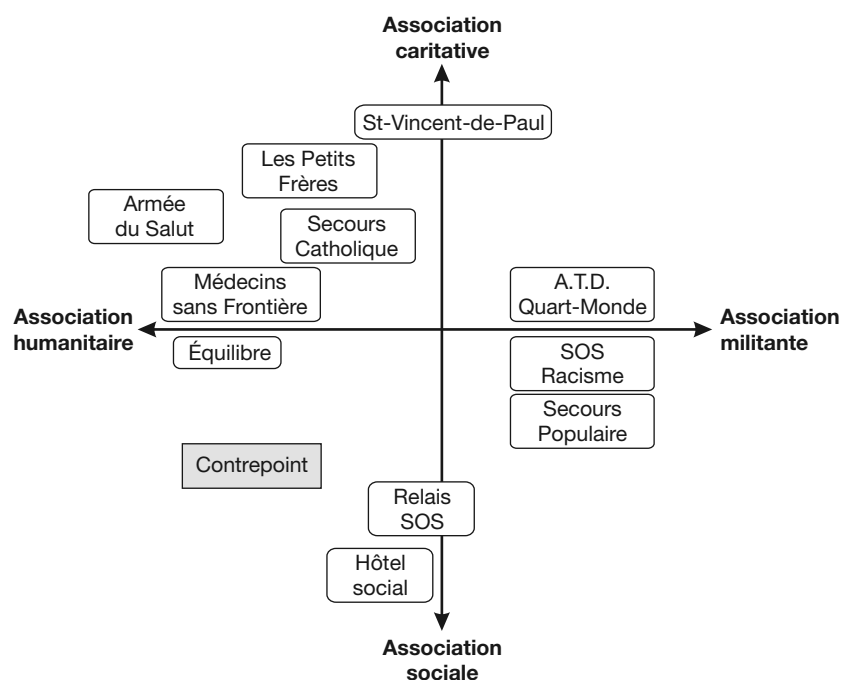 Association
caritative
St-Vincent-de-Paul
Les Petits
Frères
Armée
du Salut
Secours
Catholique
Médecins
sans Frontière
A.T.D.
Quart-Monde
Association
humanitaire
Association
militante
Équilibre
SOS
Racisme
Secours
Populaire
Contrepoint
Relais
SOS
Hôtel
social
Association
sociale